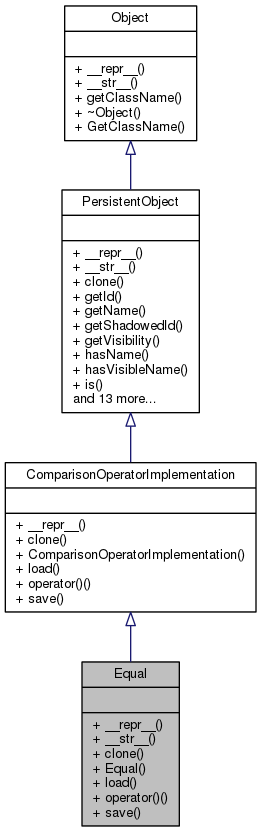 Object
+ __repr__()
+ __str__()
+ getClassName()
+ ~Object()
+ GetClassName()
PersistentObject
+ __repr__()
+ __str__()
+ clone()
+ getId()
+ getName()
+ getShadowedId()
+ getVisibility()
+ hasName()
+ hasVisibleName()
+ is()
and 13 more...
ComparisonOperatorImplementation
+ __repr__()
+ clone()
+ ComparisonOperatorImplementation()
+ load()
+ operator()()
+ save()
Equal
+ __repr__()
+ __str__()
+ clone()
+ Equal()
+ load()
+ operator()()
+ save()